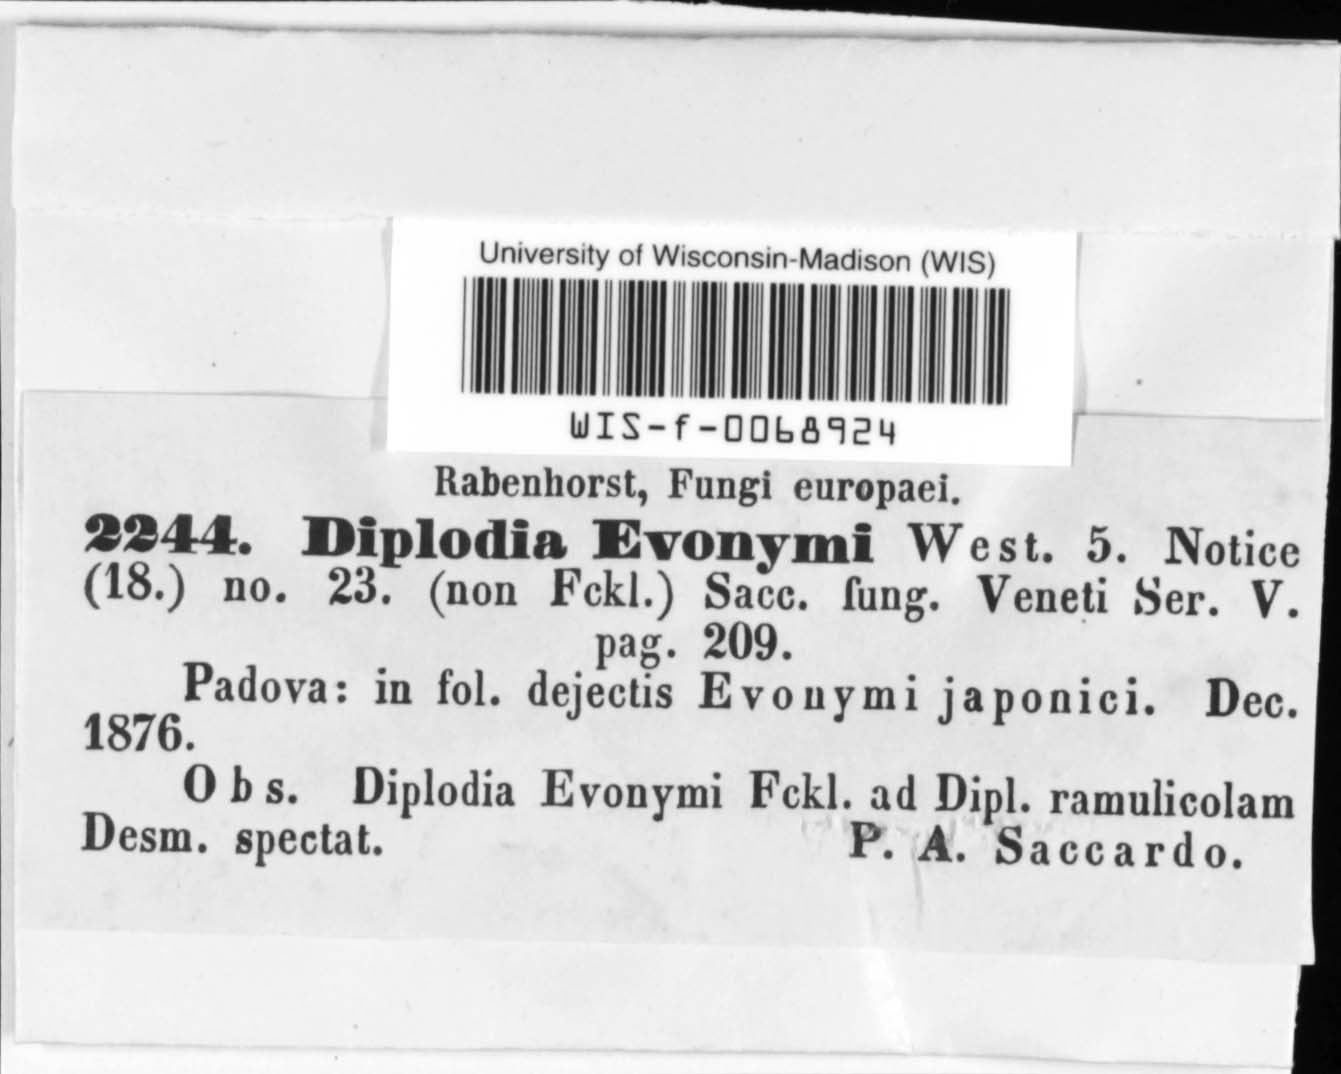 University of Wisconsin-Madison (WIS)
WIS-f-0068924
Rabenhorst, Fungi europaei.
2244. Diplodia Evonymi West. 5. Notice
(18.) no. 23. (non Fckl.) Sacc. fung. Veneti Ser. V.
pag. 209.
Padova: in fol. dejectis Evonymi japonici. Dec.
1876.
Obs. Diplodia Evonymi Fckl. ad Dipl. ramulicolam
Desm. spectat. P. A. Saccardo.